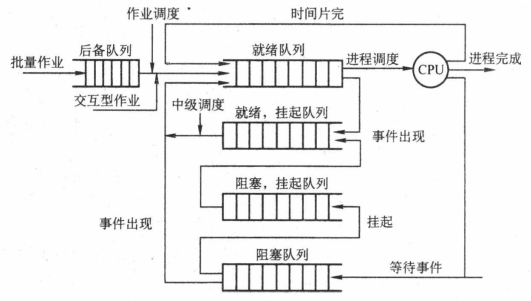 作业调度
时间片完
后备队列
就绪队列
批量作业
进程调度
CPU
进程完成
交互型作业
中级调度
就绪，挂起队列
事件出现
阻塞，挂起队列
事件出现
挂起
阻塞队列
等待事件